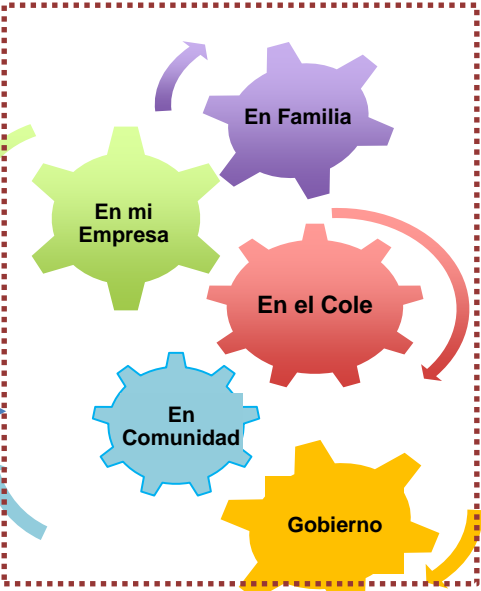 En Familia
En mi
Empresa
En el Cole
En
Comunidad
Gobierno